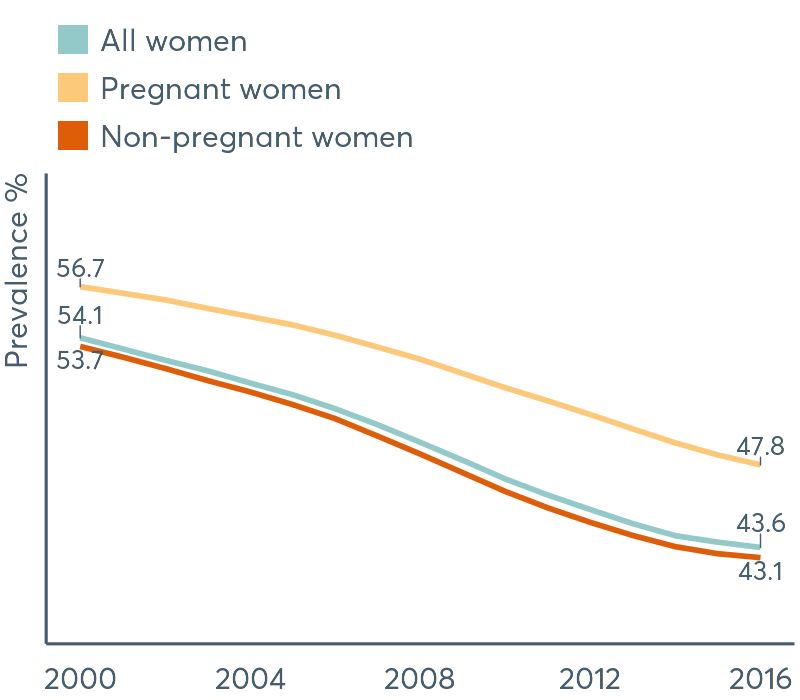 All women
Pregnant women
Non-pregnant women
Prevalence %
56.7
54.1
53.7
47.8
43.6
43.1
2000 2004 2008 2012 2016